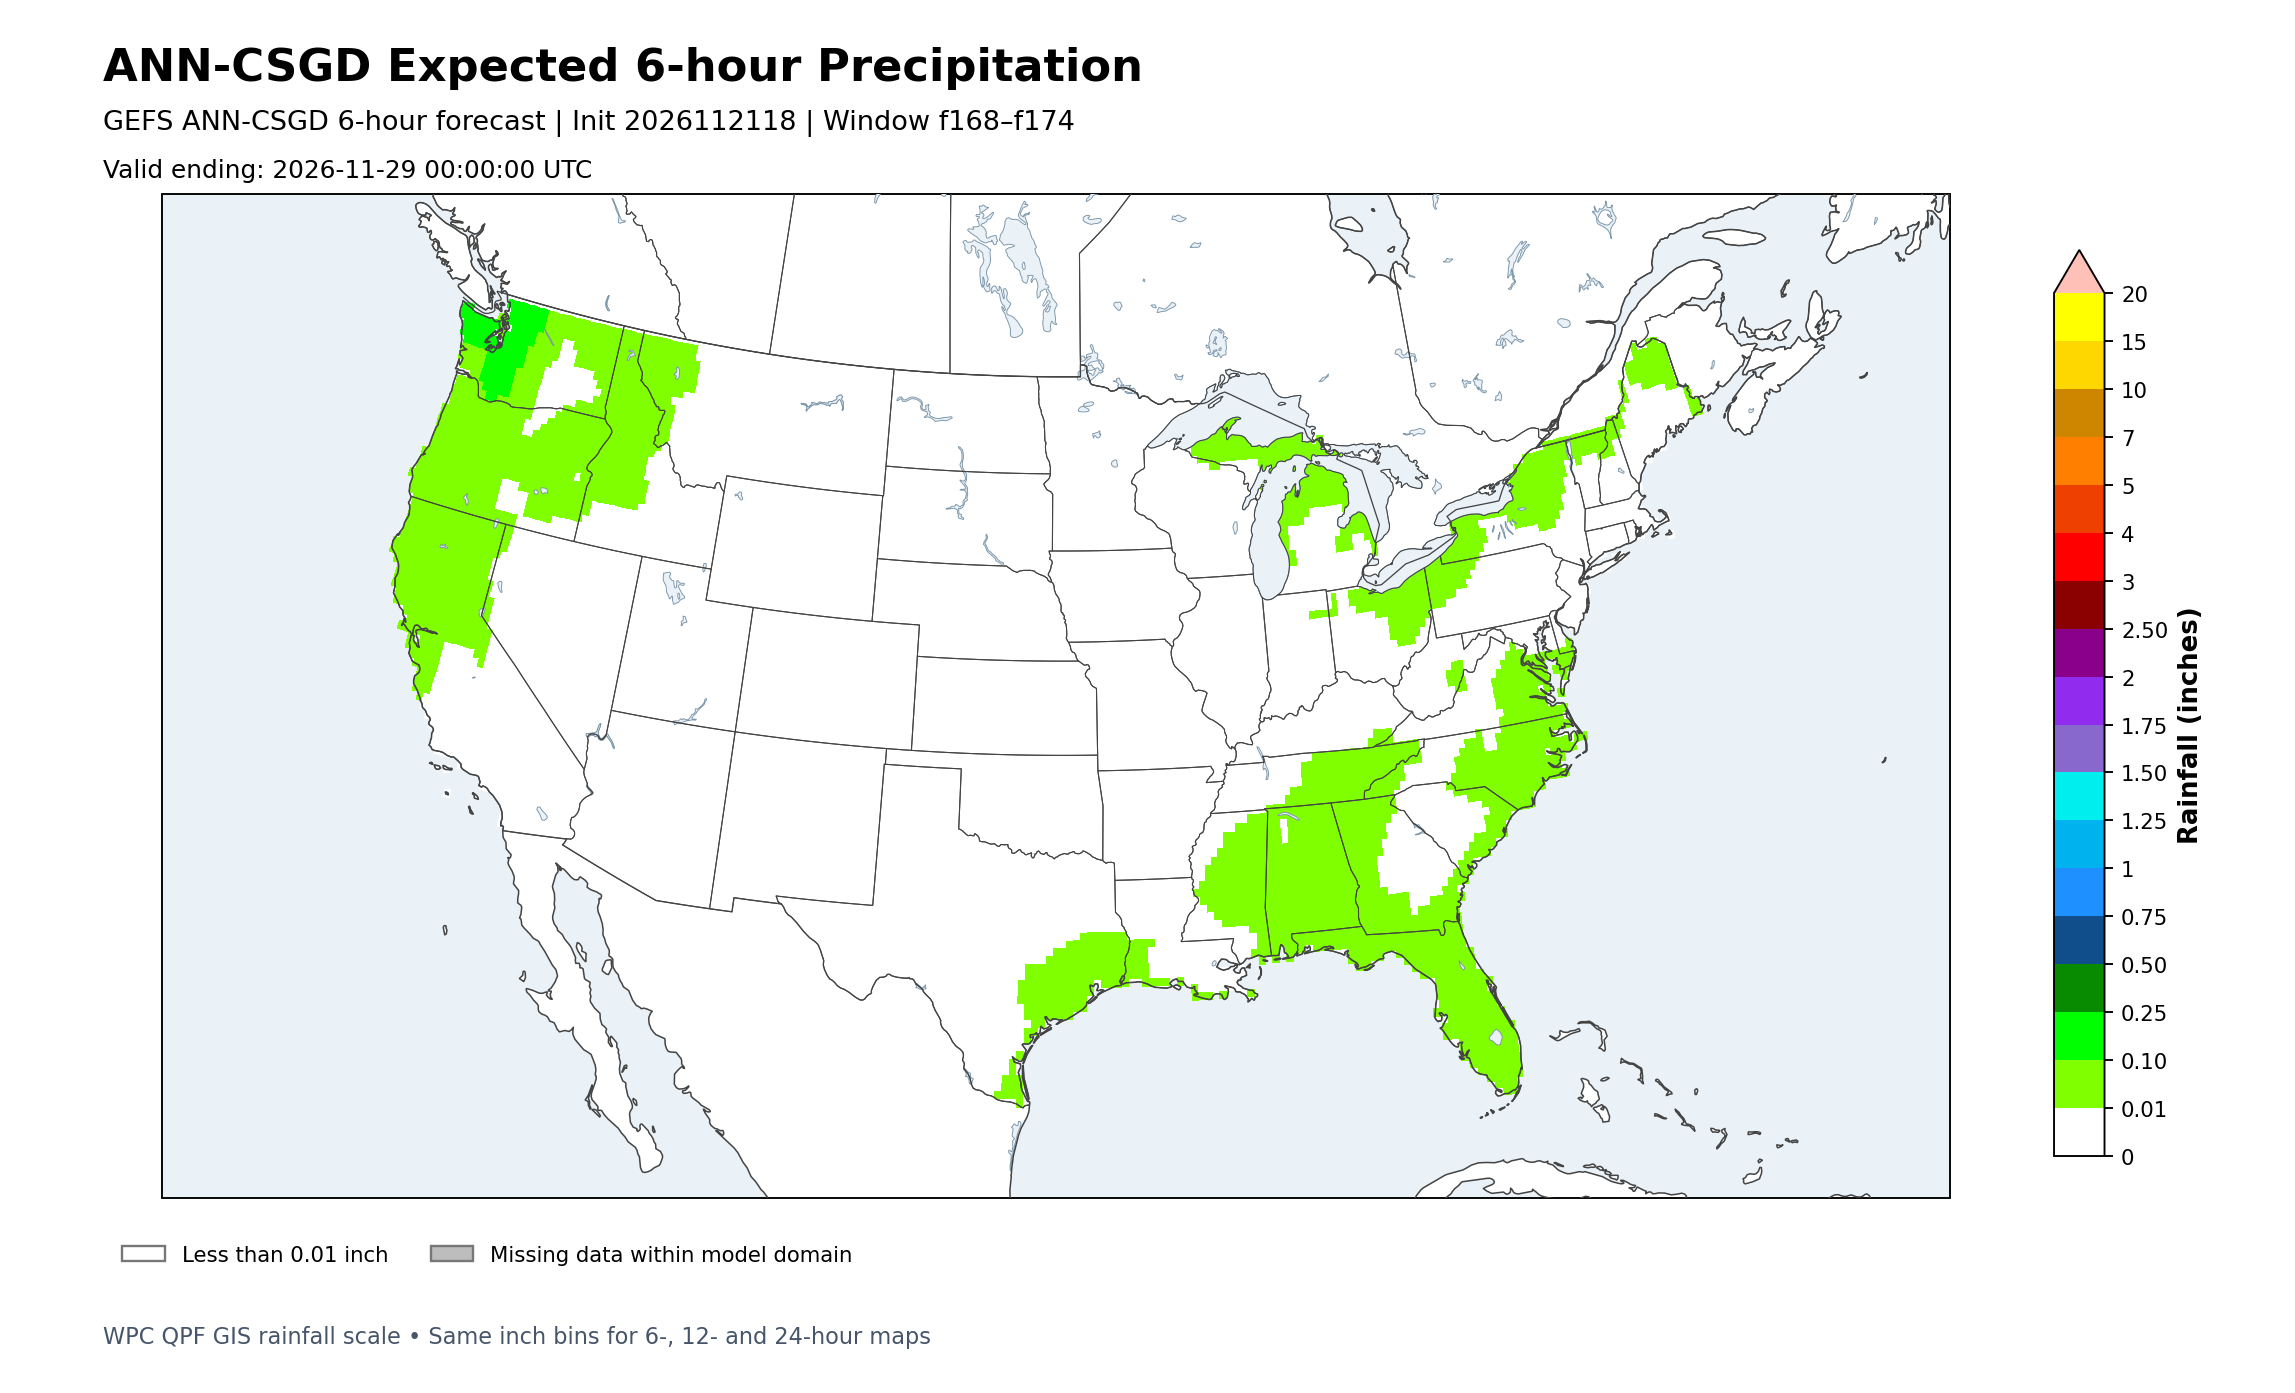 ANN-CSGD Expected 6-hour Precipitation
GEFS ANN-CSGD 6-hour forecast | Init 2026112118 | Window f168–f174
Valid ending: 2026-11-29 00:00:00 UTC
20
15
10
7
5
4
3
2.50
2
1.75
1.50
1.25
1
0.75
0.50
0.25
0.10
0.01
0
Rainfall (inches)
Less than 0.01 inch
Missing data within model domain
WPC QPF GIS rainfall scale • Same inch bins for 6-, 12- and 24-hour maps